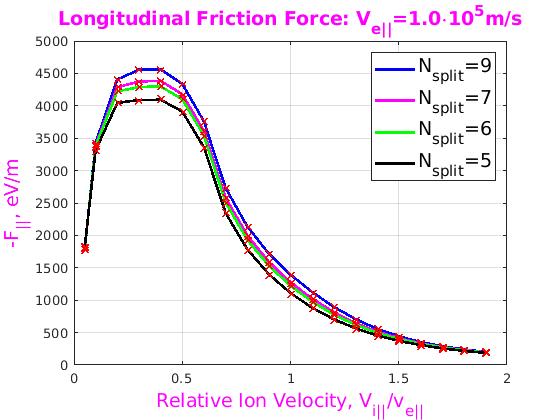 Longitudinal Friction Force: V_e||=1.0·10^5m/s
5000
4500
4000
3500
3000
2500
2000
1500
1000
500
0
-F_||, eV/m
N_split=9
N_split=7
N_split=6
N_split=5
0 0.5 1 1.5 2
Relative Ion Velocity, V_i||/v_e||